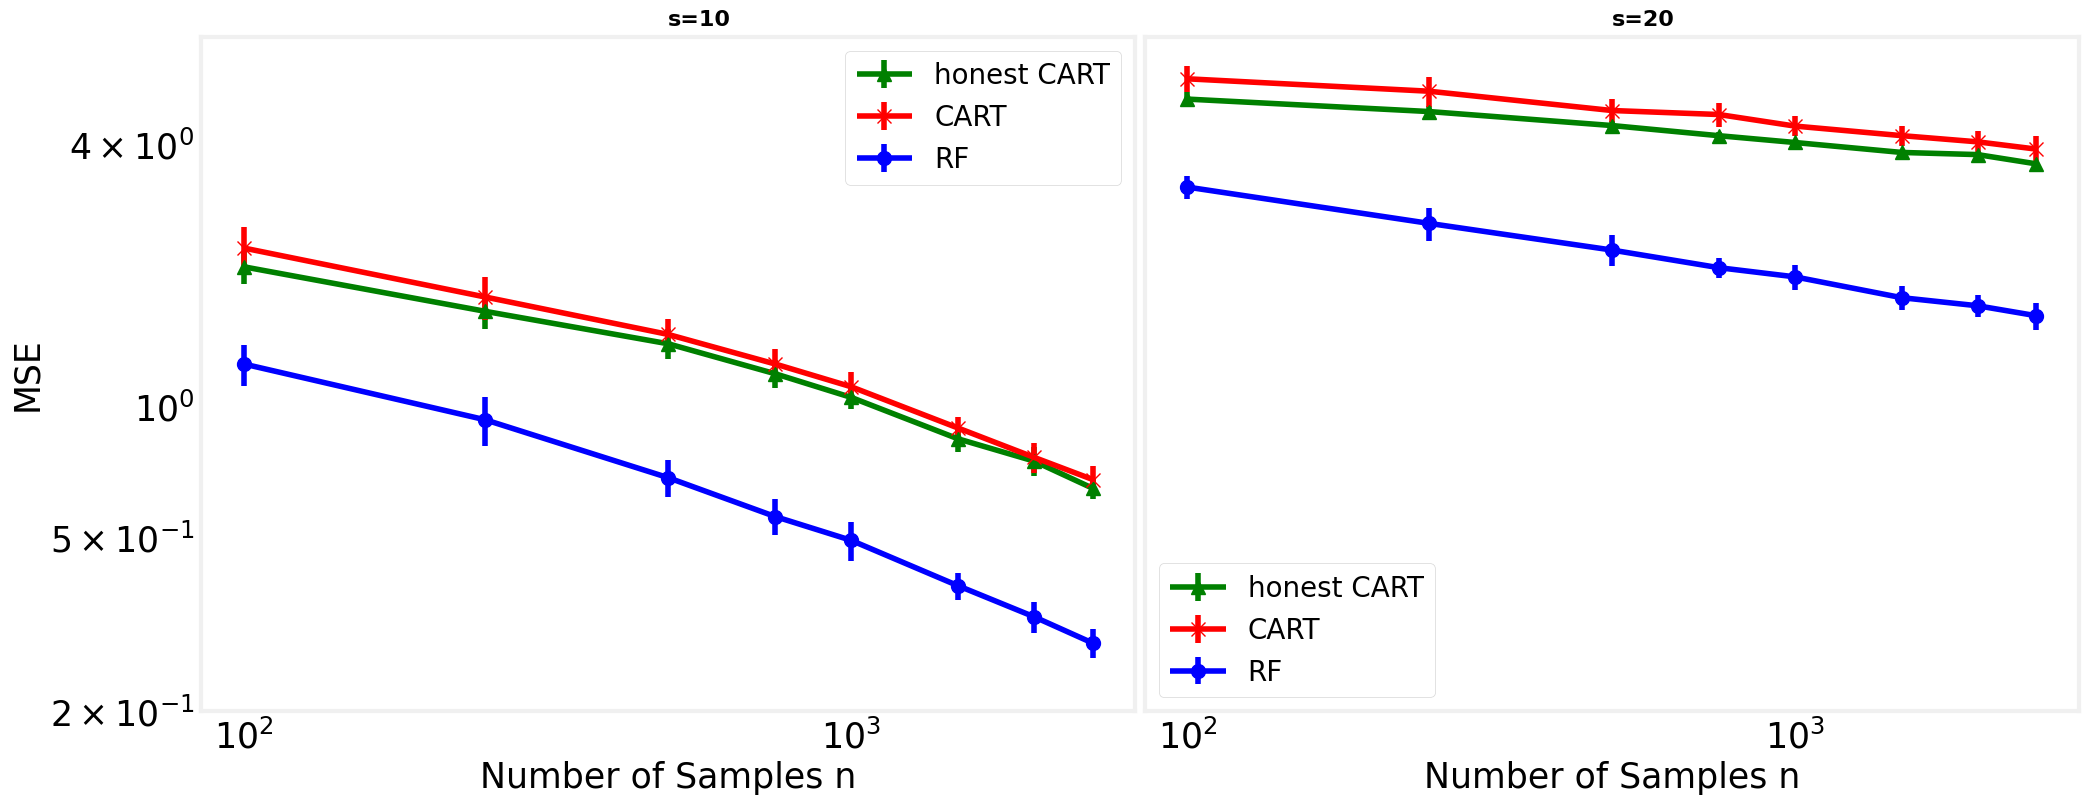 s=10
s=20
honest CART
CART
RF
4 × 10⁰
10⁰
5 × 10⁻¹
2 × 10⁻¹
MSE
10²
10³
Number of Samples n
honest CART
CART
RF
10²
10³
Number of Samples n